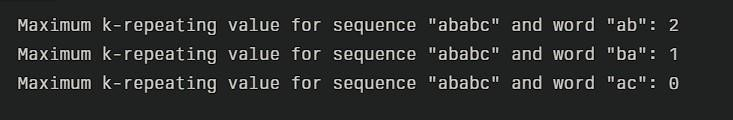 Maximum k-repeating value for sequence "ababc" and word "ab": 2
Maximum k-repeating value for sequence "ababc" and word "ba": 1
Maximum k-repeating value for sequence "ababc" and word "ac": 0